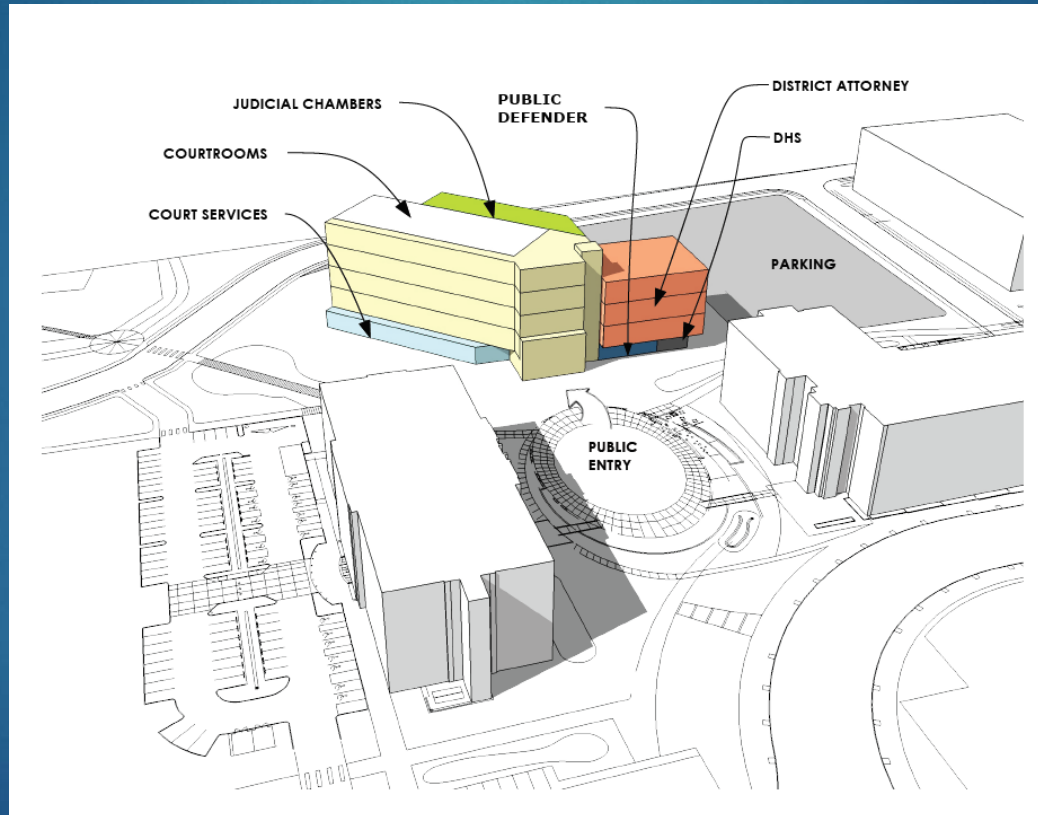 DISTRICT ATTORNEY
JUDICIAL CHAMBERS
PUBLIC
DEFENDER
DHS
COURTROOMS
COURT SERVICES
PARKING
PUBLIC
ENTRY